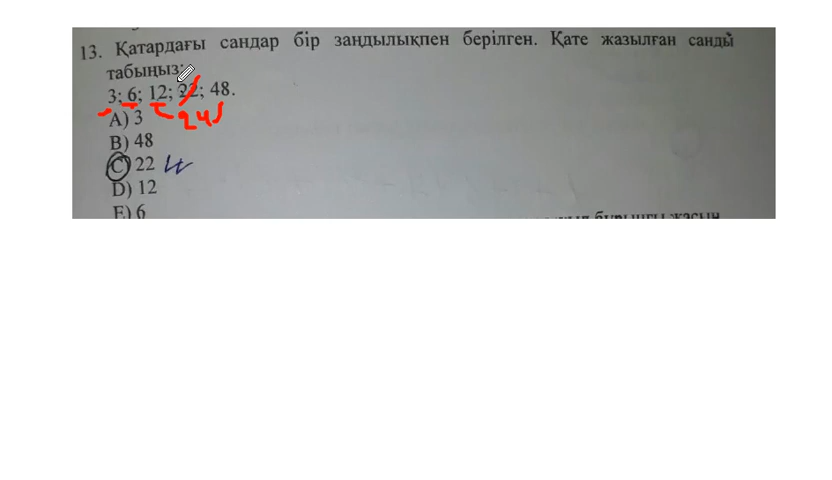 13. Қатардағы сандар бір заңдылықпен берілген. Қате жазылған санды
табыңыз:
3; 6; 12; 22; 48.
24
A) 3
B) 48
C) 22
D) 12
E) 6